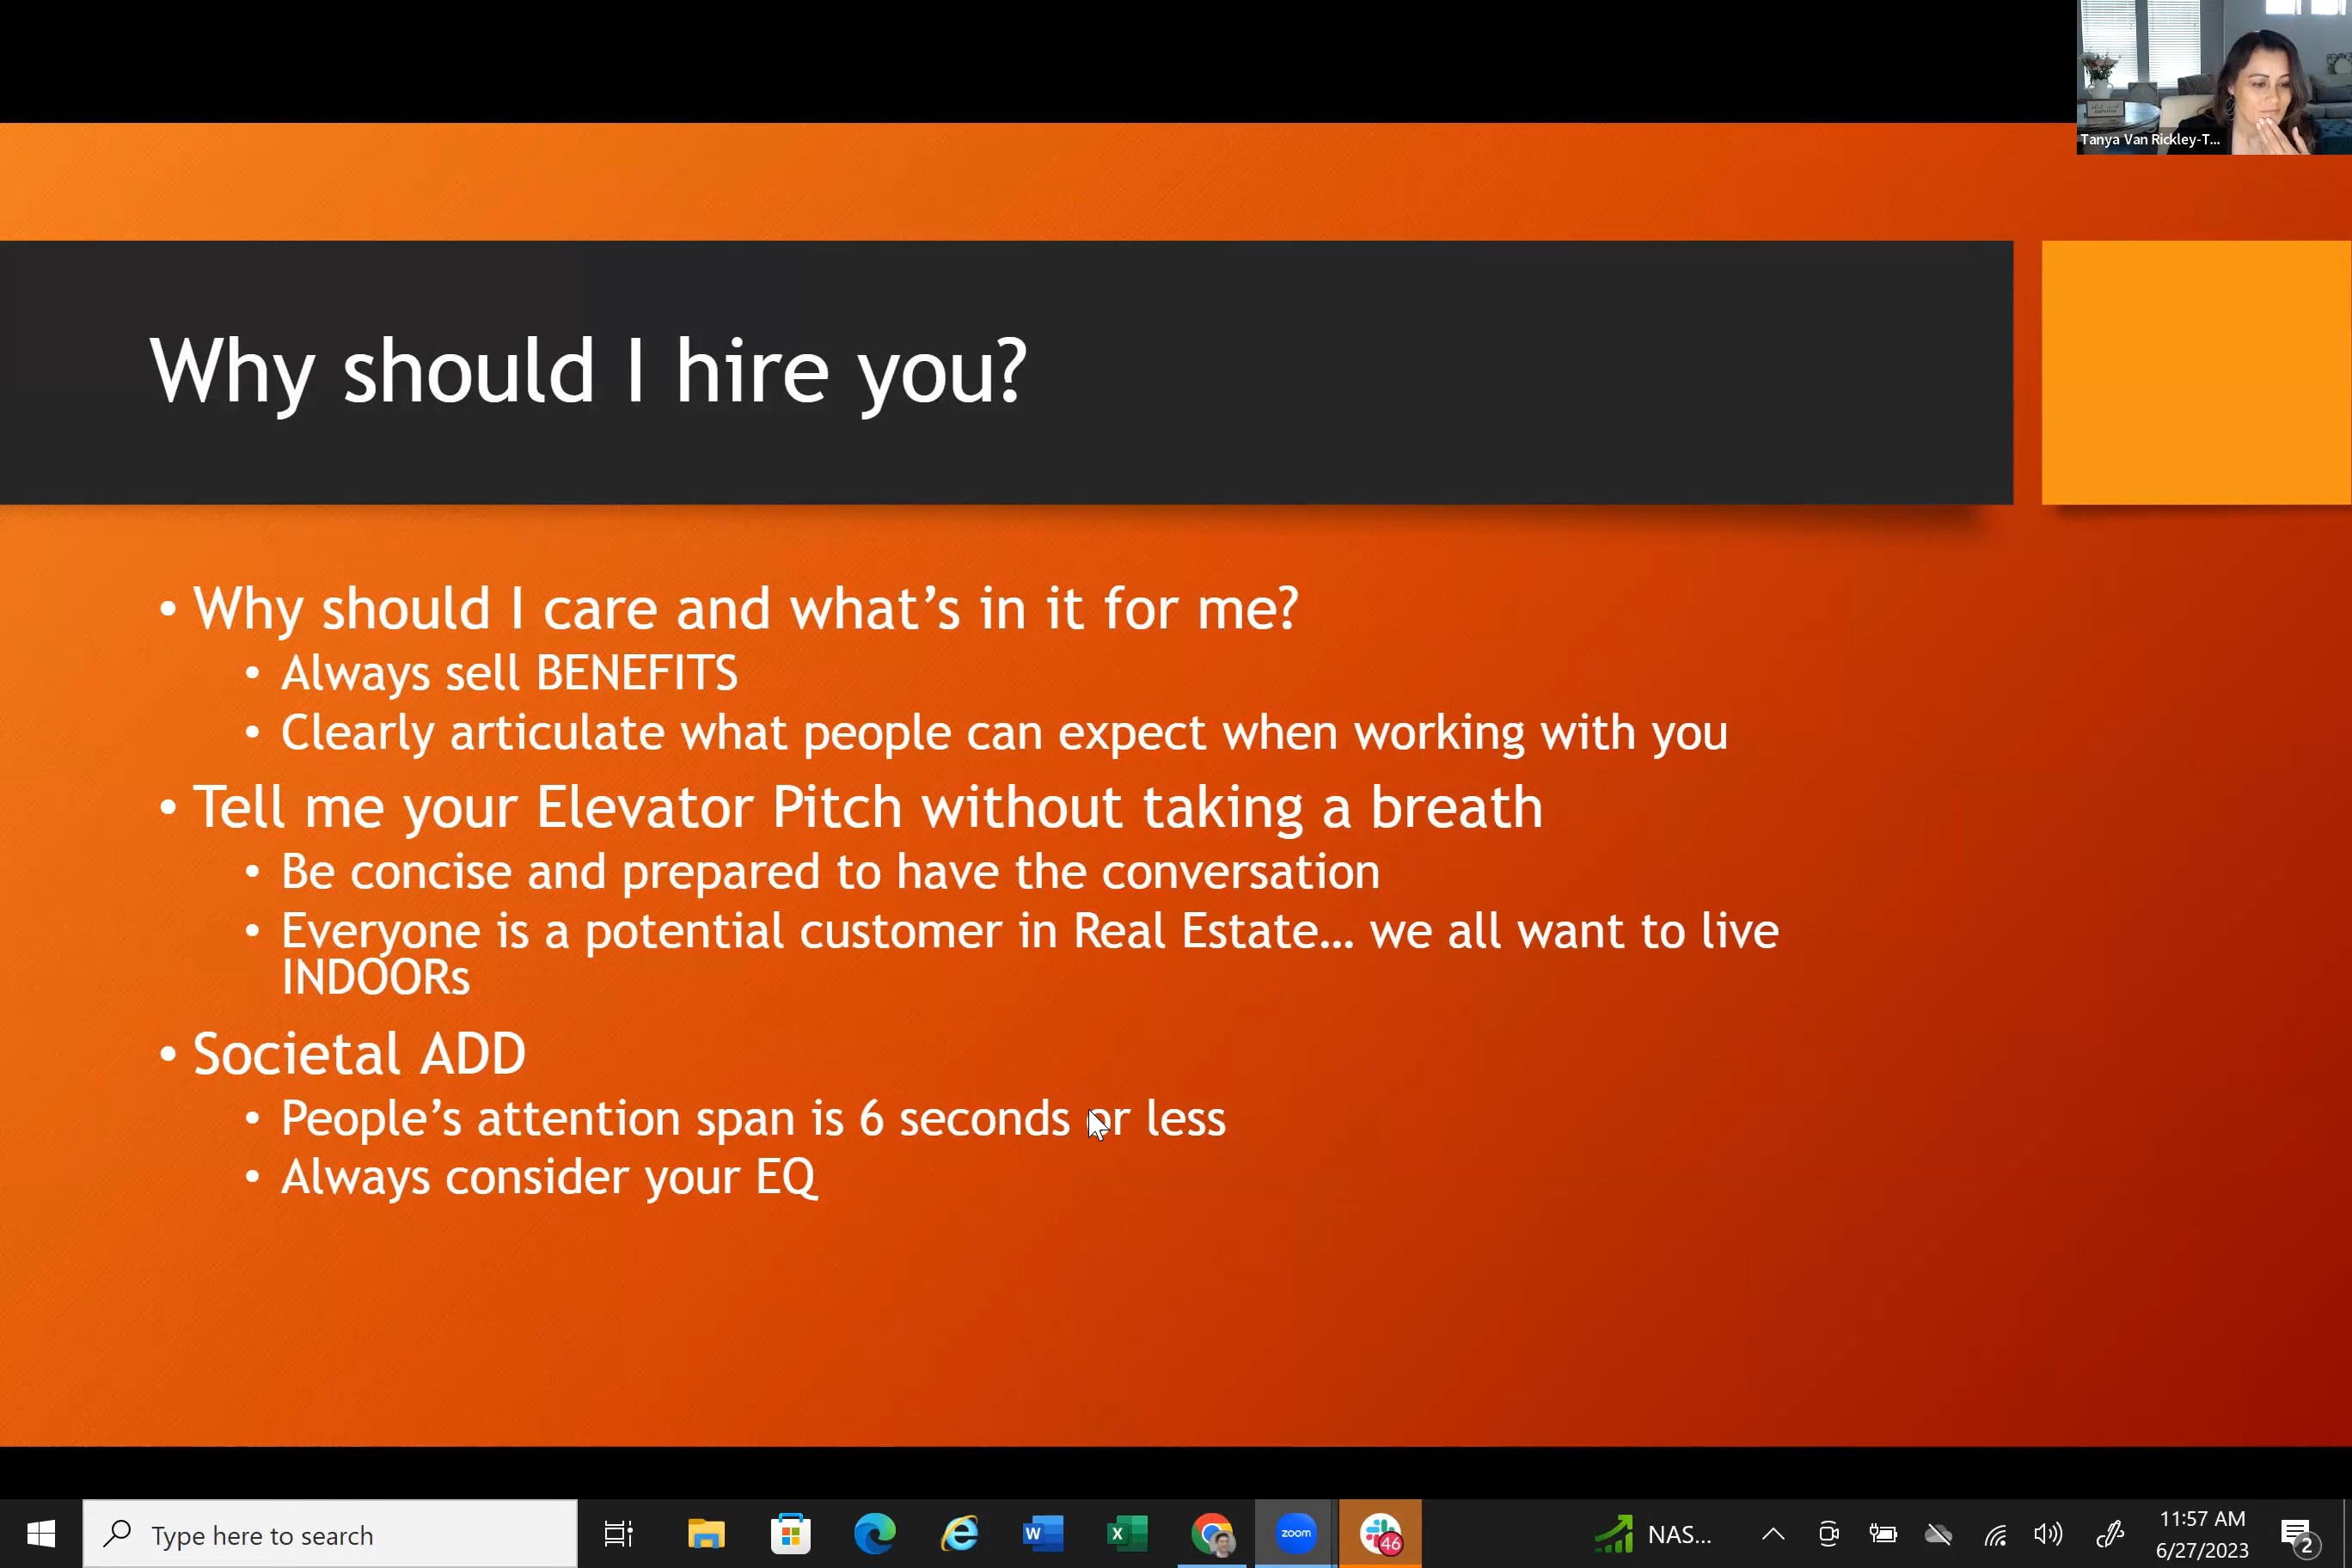 Tanya Van Rickley-T...
Why should I hire you?
• Why should I care and what’s in it for me?
• Always sell BENEFITS
• Clearly articulate what people can expect when working with you
• Tell me your Elevator Pitch without taking a breath
• Be concise and prepared to have the conversation
• Everyone is a potential customer in Real Estate... we all want to live
INDOORs
• Societal ADD
• People’s attention span is 6 seconds or less
• Always consider your EQ
Type here to search
W
X
zoom
46
NAS...
11:57 AM
6/27/2023
2